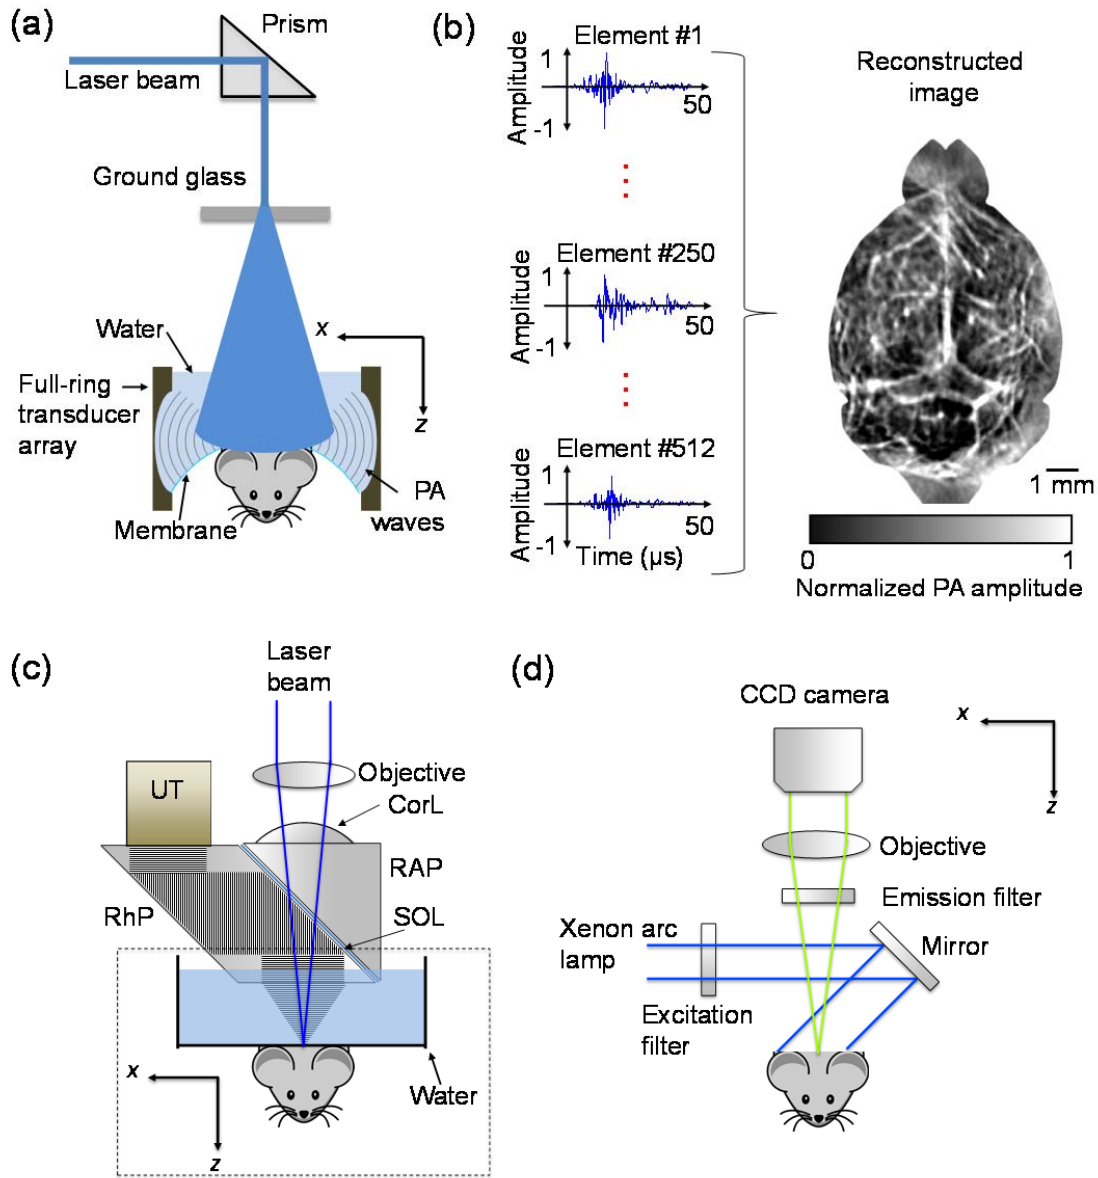 (a)
Prism
Laser beam
Ground glass
Water
x
z
Full-ring
transducer
array
Membrane
PA
waves
(b)
Element #1
Amplitude
1
-1
50
Element #250
Amplitude
1
-1
50
Element #512
Amplitude
1
-1
50
Time (µs)
Reconstructed
image
1 mm
0
1
Normalized PA amplitude
(c)
Laser
beam
UT
Objective
CorL
RAP
RhP
SOL
x
z
Water
(d)
CCD camera
x
z
Objective
Emission filter
Xenon arc
lamp
Mirror
Excitation
filter